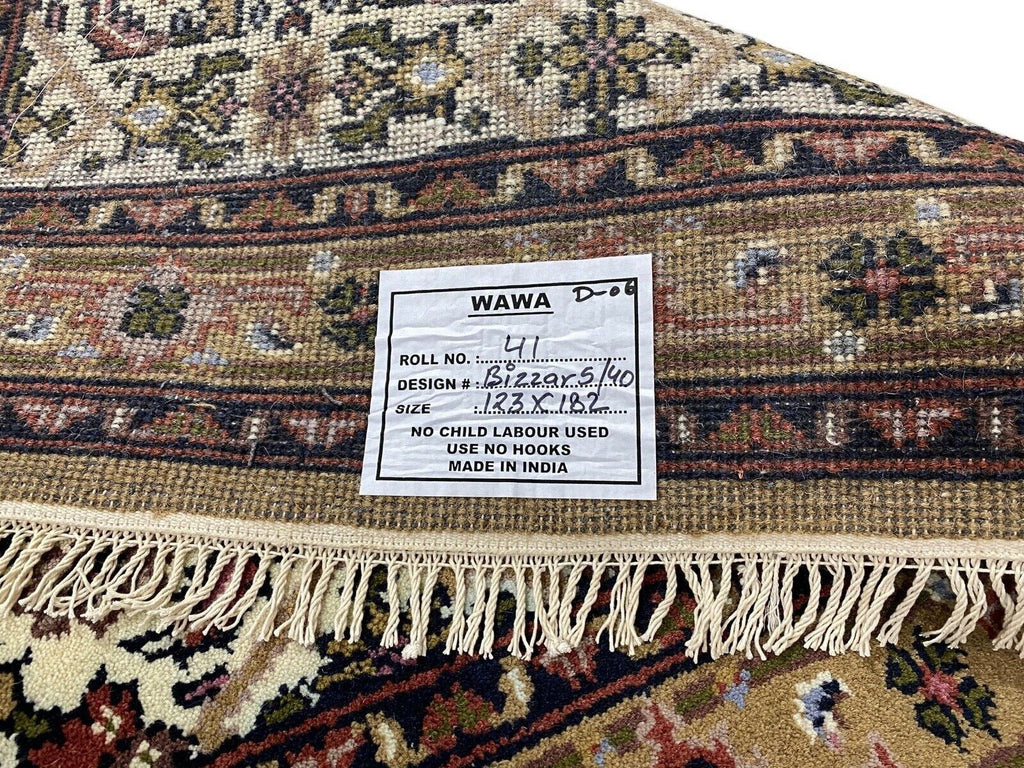 WAWA D-06
ROLL NO. :41
DESIGN # :Bizzar 5/40
SIZE :123X182
NO CHILD LABOUR USED
USE NO HOOKS
MADE IN INDIA